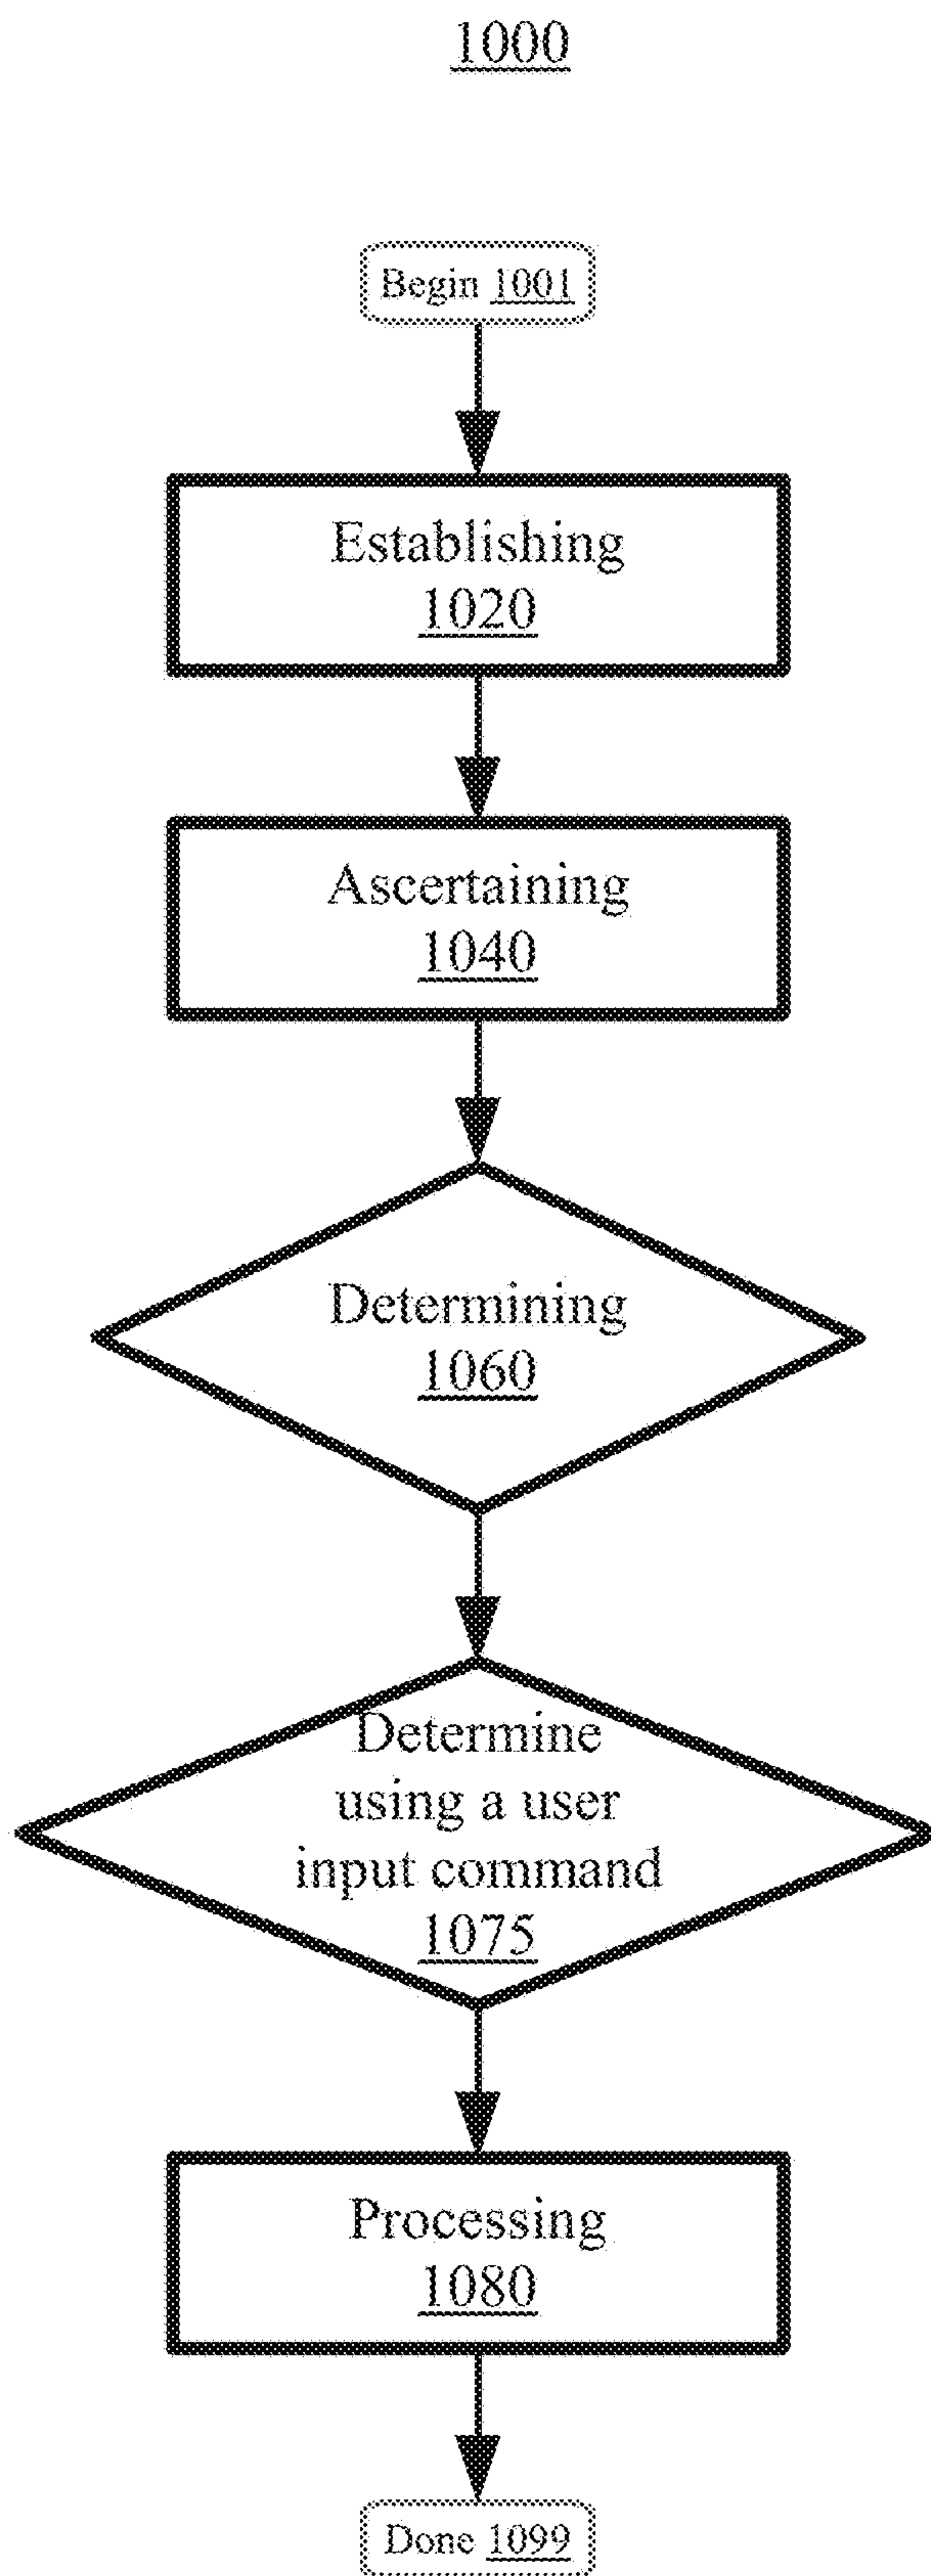 1000
Begin 1001
Establishing
1020
Ascertaining
1040
Determining
1060
Determine
using a user
input command
1075
Processing
1080
Done 1099